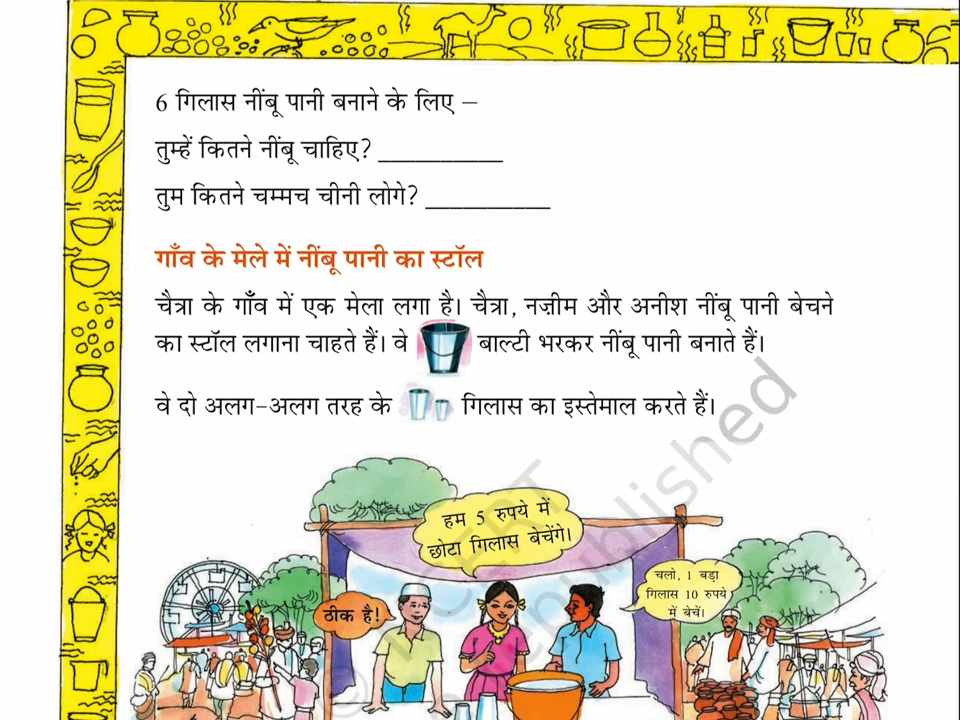 6 गिलास नींबू पानी बनाने के लिए –
तुम्हें कितने नींबू चाहिए? __________
तुम कितने चम्मच चीनी लोगे? __________
गाँव के मेले में नींबू पानी का स्टॉल
चैत्रा के गाँव में एक मेला लगा है। चैत्रा, नज़ीम और अनीश नींबू पानी बेचने
का स्टॉल लगाना चाहते हैं। वे बाल्टी भरकर नींबू पानी बनाते हैं।
वे दो अलग-अलग तरह के गिलास का इस्तेमाल करते हैं।
हम 5 रुपये में
छोटा गिलास बेचेंगे।
ठीक है!
चलो, 1 बड़ा
गिलास 10 रुपये
में बेचें।
published